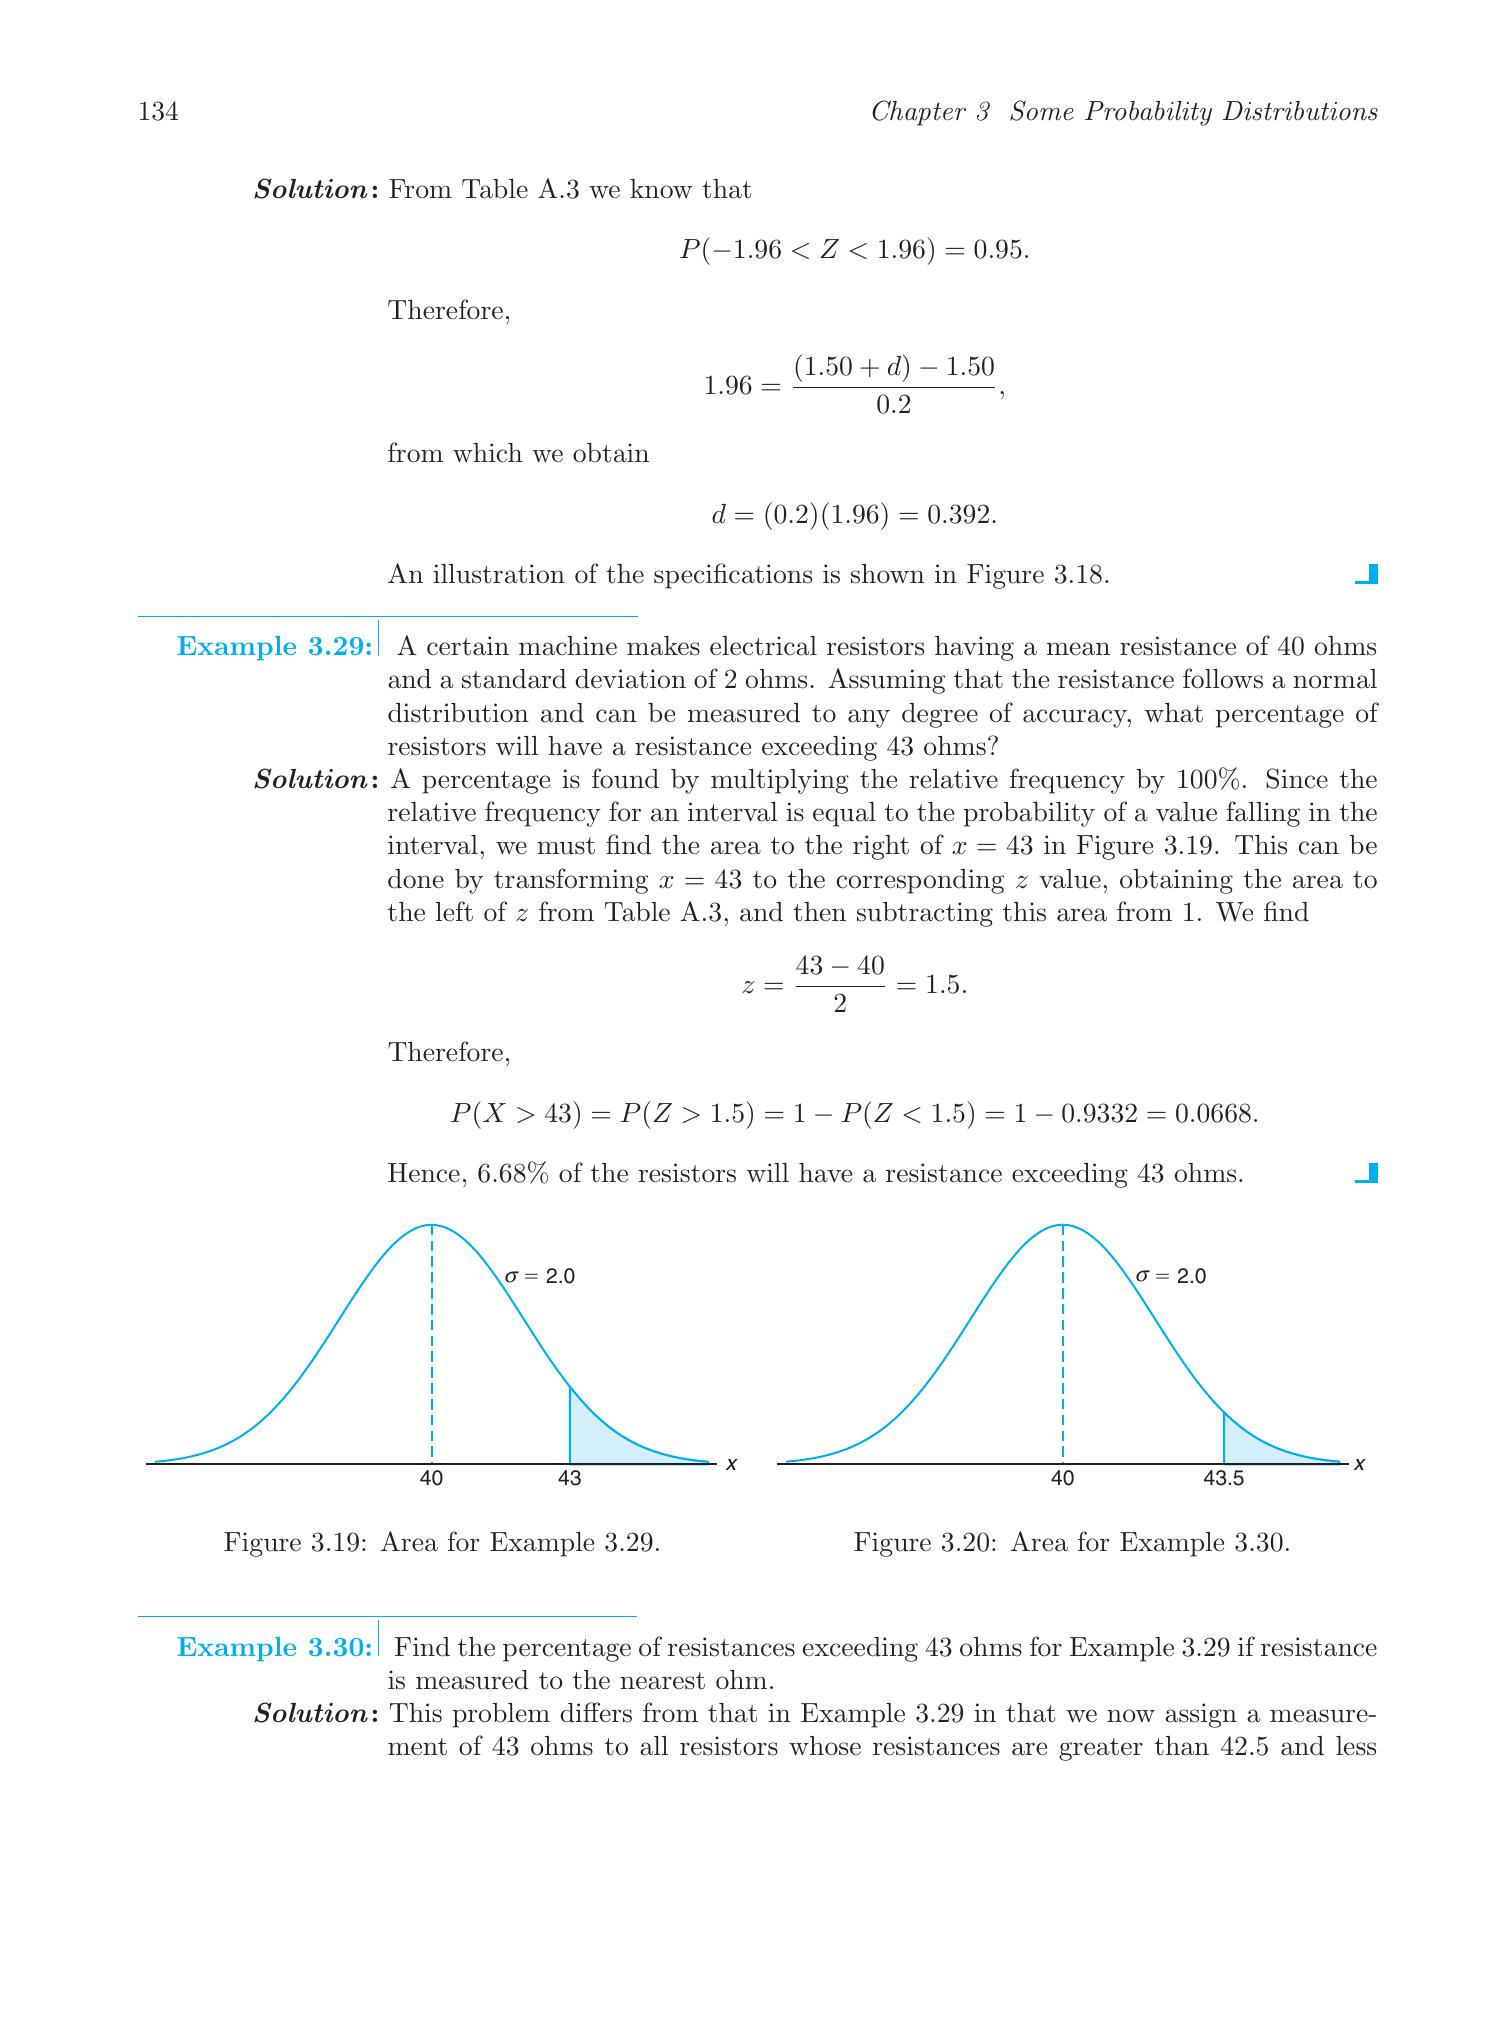 134 Chapter 3 Some Probability Distributions
Solution: From Table A.3 we know that
P(−1.96 < Z < 1.96) = 0.95.
Therefore,
1.96 = (1.50 + d) − 1.50 / 0.2,
from which we obtain
d = (0.2)(1.96) = 0.392.
An illustration of the specifications is shown in Figure 3.18.
Example 3.29: A certain machine makes electrical resistors having a mean resistance of 40 ohms
and a standard deviation of 2 ohms. Assuming that the resistance follows a normal
distribution and can be measured to any degree of accuracy, what percentage of
resistors will have a resistance exceeding 43 ohms?
Solution: A percentage is found by multiplying the relative frequency by 100%. Since the
relative frequency for an interval is equal to the probability of a value falling in the
interval, we must find the area to the right of x = 43 in Figure 3.19. This can be
done by transforming x = 43 to the corresponding z value, obtaining the area to
the left of z from Table A.3, and then subtracting this area from 1. We find
z = 43 − 40 / 2 = 1.5.
Therefore,
P(X > 43) = P(Z > 1.5) = 1 − P(Z < 1.5) = 1 − 0.9332 = 0.0668.
Hence, 6.68% of the resistors will have a resistance exceeding 43 ohms.
σ = 2.0
40 43 x
Figure 3.19: Area for Example 3.29.
σ = 2.0
40 43.5 x
Figure 3.20: Area for Example 3.30.
Example 3.30: Find the percentage of resistances exceeding 43 ohms for Example 3.29 if resistance
is measured to the nearest ohm.
Solution: This problem differs from that in Example 3.29 in that we now assign a measure-
ment of 43 ohms to all resistors whose resistances are greater than 42.5 and less